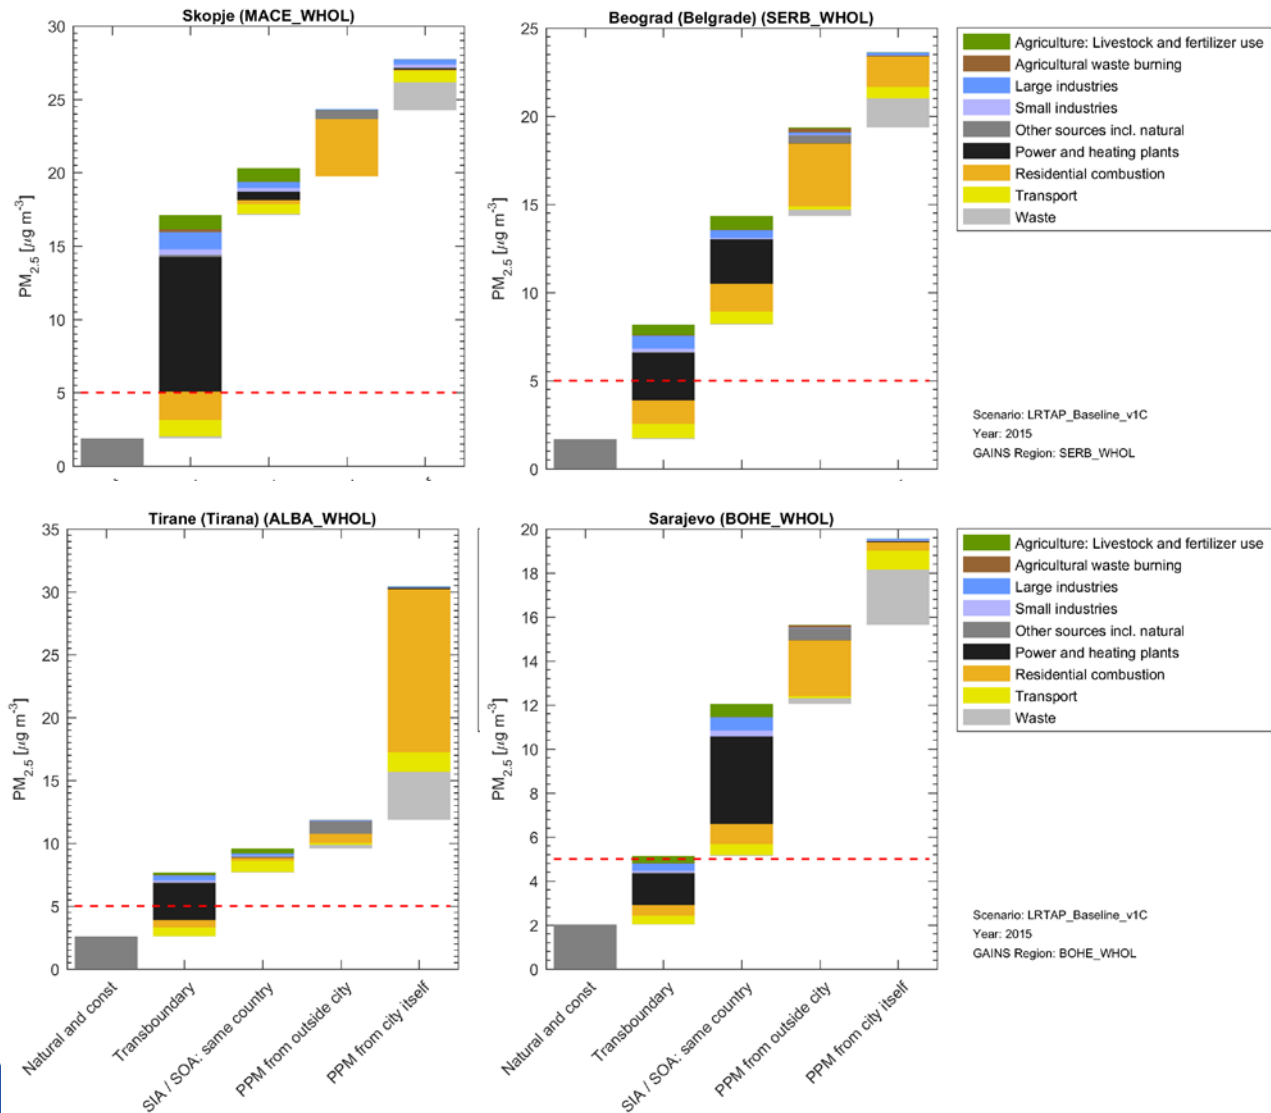 Skopje (MACE_WHOL)
30
25
20
15
10
5
0
PM2.5 [μg m-3]
Beograd (Belgrade) (SERB_WHOL)
25
20
15
10
5
0
PM2.5 [μg m-3]
Agriculture: Livestock and fertilizer use
Agricultural waste burning
Large industries
Small industries
Other sources incl. natural
Power and heating plants
Residential combustion
Transport
Waste
Scenario: LRTAP_Baseline_v1C
Year: 2015
GAINS Region: SERB_WHOL
Tirane (Tirana) (ALBA_WHOL)
35
30
25
20
15
10
5
0
PM2.5 [μg m-3]
Natural and const
Transboundary
SIA / SOA: same country
PPM from outside city
PPM from city itself
Sarajevo (BOHE_WHOL)
20
18
16
14
12
10
8
6
4
2
0
PM2.5 [μg m-3]
Natural and const
Transboundary
SIA / SOA: same country
PPM from outside city
PPM from city itself
Agriculture: Livestock and fertilizer use
Agricultural waste burning
Large industries
Small industries
Other sources incl. natural
Power and heating plants
Residential combustion
Transport
Waste
Scenario: LRTAP_Baseline_v1C
Year: 2015
GAINS Region: BOHE_WHOL